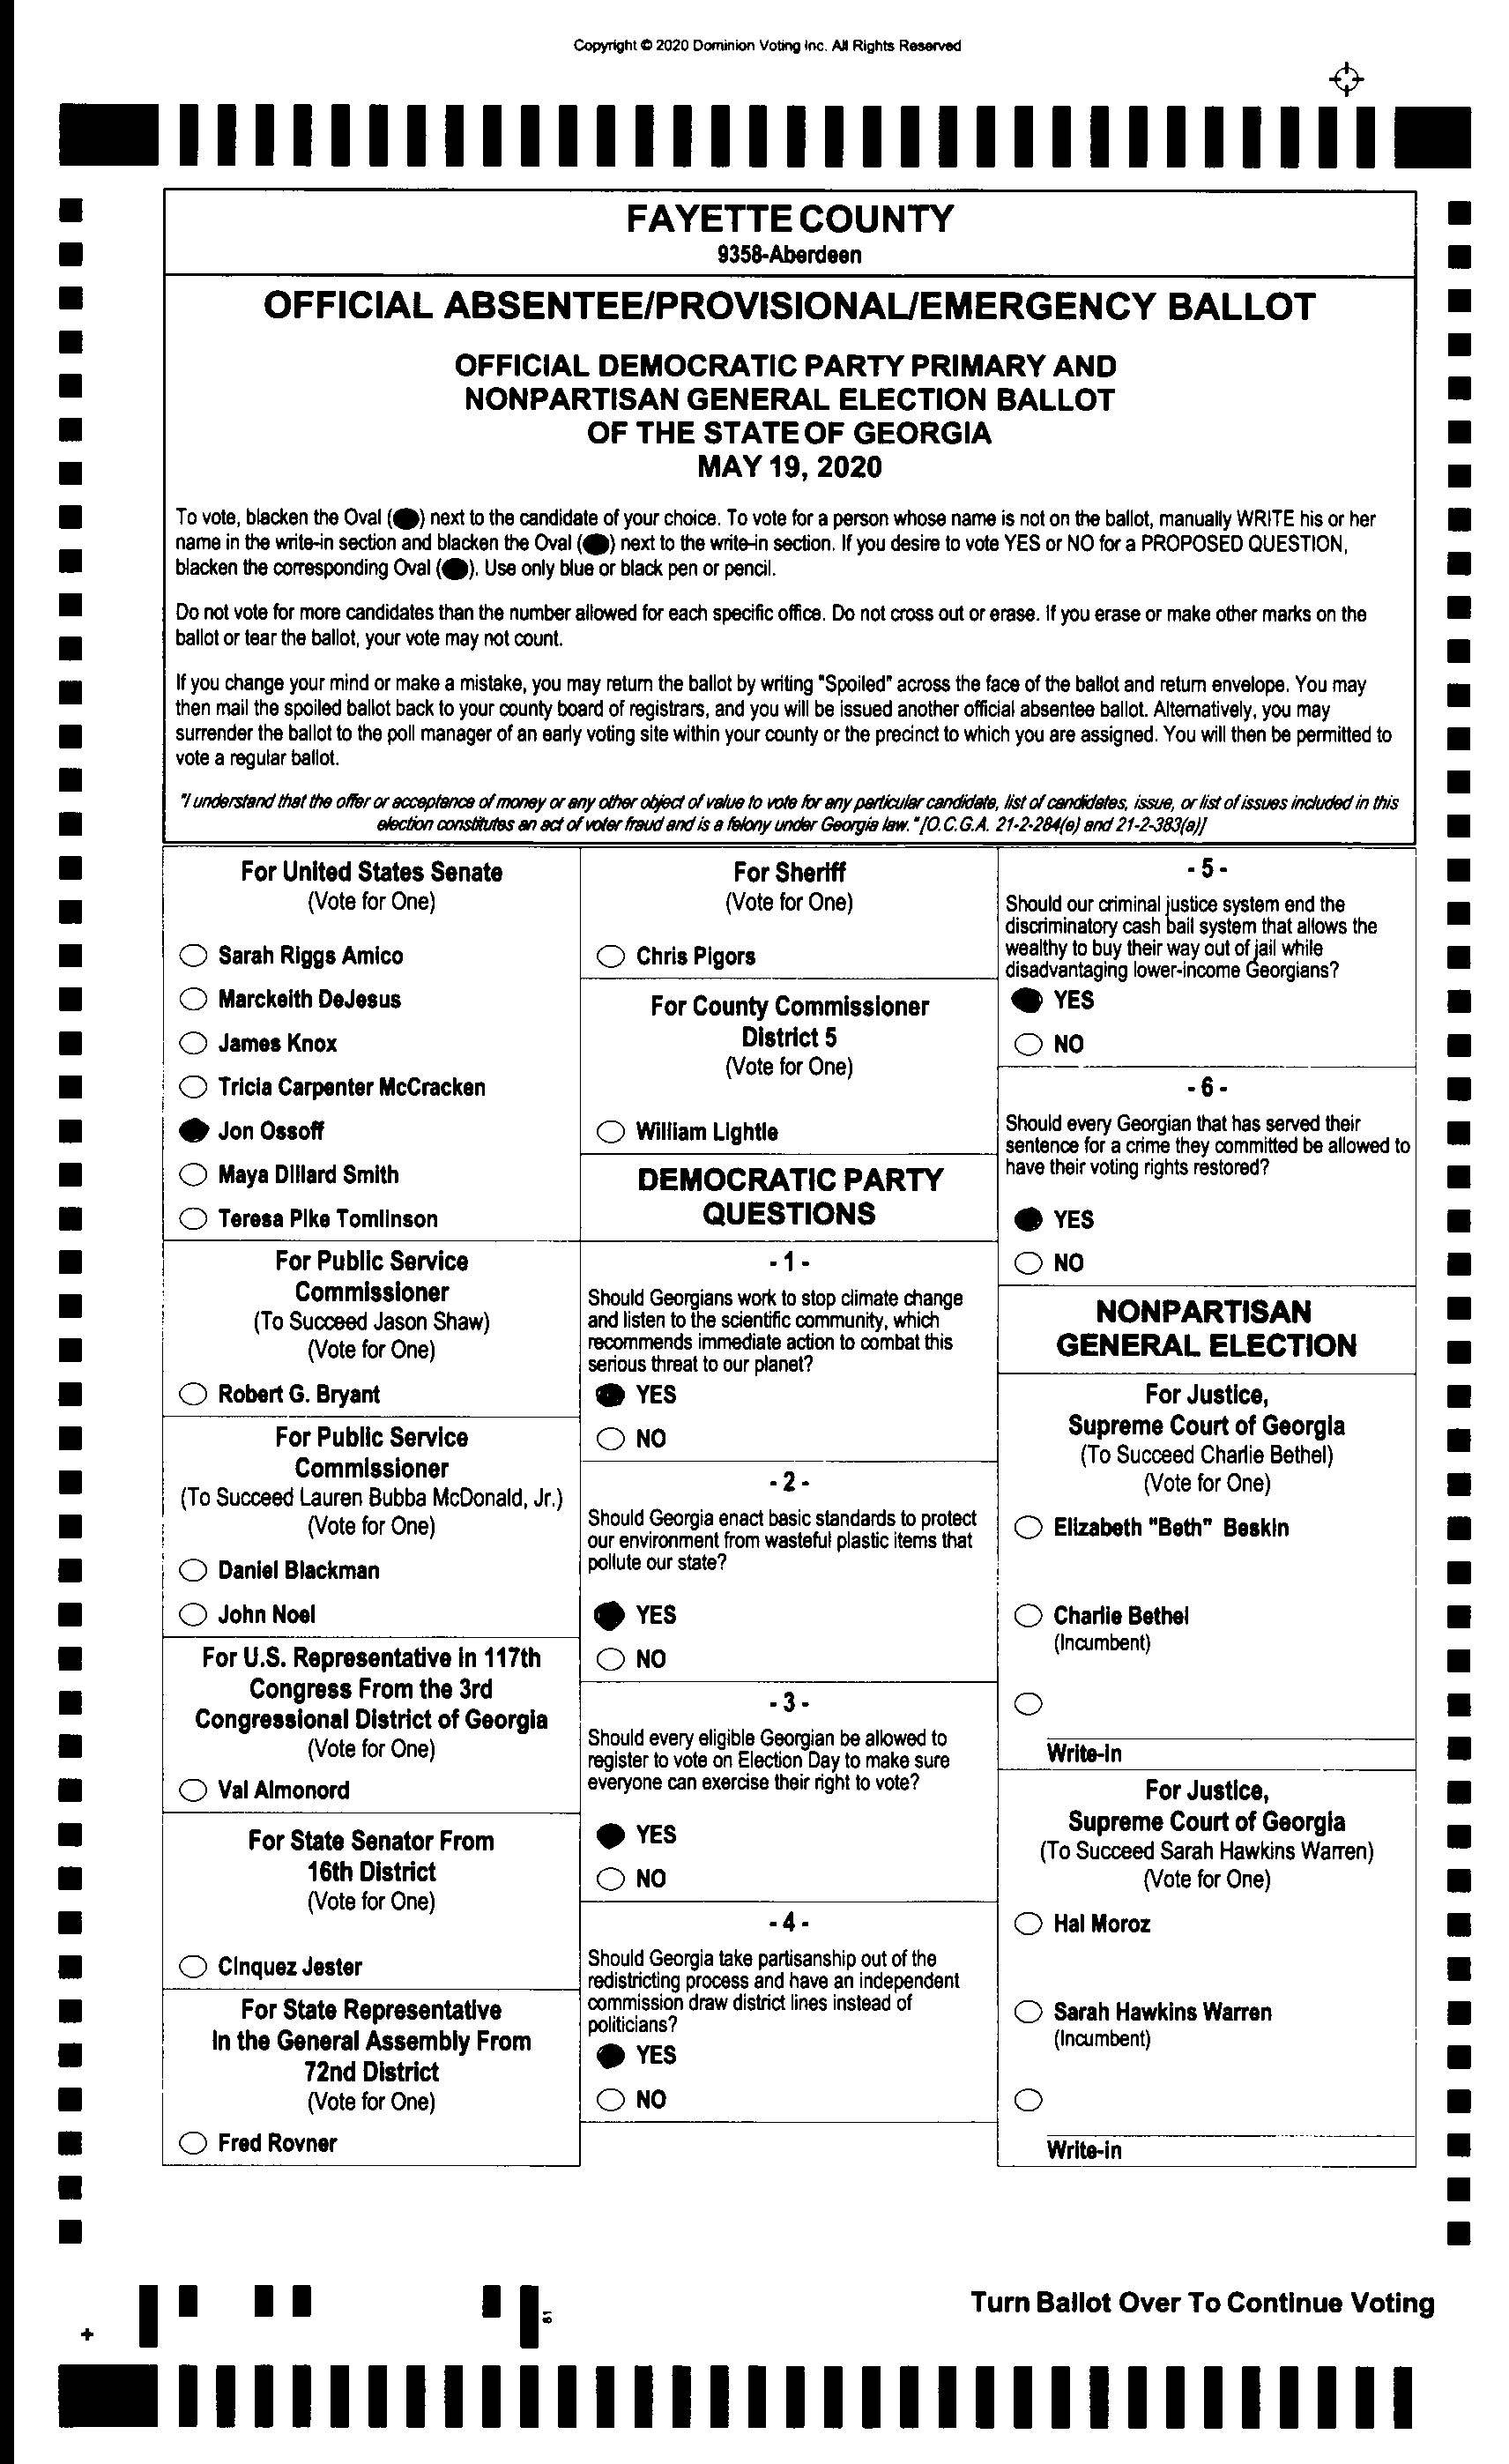 Copyright © 2020 Dominion Voting Inc. All Rights Reserved
FAYETTE COUNTY
9358-Aberdeen
OFFICIAL ABSENTEE/PROVISIONAL/EMERGENCY BALLOT
OFFICIAL DEMOCRATIC PARTY PRIMARY AND
NONPARTISAN GENERAL ELECTION BALLOT
OF THE STATE OF GEORGIA
MAY 19, 2020
To vote, blacken the Oval ( ) next to the candidate of your choice. To vote for a person whose name is not on the ballot, manually WRITE his or her
name in the write-in section and blacken the Oval ( ) next to the write-in section. If you desire to vote YES or NO for a PROPOSED QUESTION,
blacken the corresponding Oval ( ). Use only blue or black pen or pencil.
Do not vote for more candidates than the number allowed for each specific office. Do not cross out or erase. If you erase or make other marks on the
ballot or tear the ballot, your vote may not count.
If you change your mind or make a mistake, you may return the ballot by writing "Spoiled" across the face of the ballot and return envelope. You may
then mail the spoiled ballot back to your county board of registrars, and you will be issued another official absentee ballot. Alternatively, you may
surrender the ballot to the poll manager of an early voting site within your county or the precinct to which you are assigned. You will then be permitted to
vote a regular ballot.
"I understand that the offer or acceptance of money or any other object of value to vote for any particular candidate, list of candidates, issue, or list of issues included in this
election constitutes an act of voter fraud and is a felony under Georgia law. "[O.C.G.A. 21-2-284(e) and 21-2-383(a)]
For United States Senate
(Vote for One)
Sarah Riggs Amico
Marckeith DeJesus
James Knox
Tricia Carpenter McCracken
Jon Ossoff
Maya Dillard Smith
Teresa Pike Tomlinson
For Public Service
Commissioner
(To Succeed Jason Shaw)
(Vote for One)
Robert G. Bryant
For Public Service
Commissioner
(To Succeed Lauren Bubba McDonald, Jr.)
(Vote for One)
Daniel Blackman
John Noel
For U.S. Representative in 117th
Congress From the 3rd
Congressional District of Georgia
(Vote for One)
Val Almonord
For State Senator From
16th District
(Vote for One)
Cinquez Jester
For State Representative
In the General Assembly From
72nd District
(Vote for One)
Fred Rovner
For Sheriff
(Vote for One)
Chris Pigors
For County Commissioner
District 5
(Vote for One)
William Lightle
DEMOCRATIC PARTY
QUESTIONS
- 1 -
Should Georgians work to stop climate change
and listen to the scientific community, which
recommends immediate action to combat this
serious threat to our planet?
YES
NO
- 2 -
Should Georgia enact basic standards to protect
our environment from wasteful plastic items that
pollute our state?
YES
NO
- 3 -
Should every eligible Georgian be allowed to
register to vote on Election Day to make sure
everyone can exercise their right to vote?
YES
NO
- 4 -
Should Georgia take partisanship out of the
redistricting process and have an independent
commission draw district lines instead of
politicians?
YES
NO
- 5 -
Should our criminal justice system end the
discriminatory cash bail system that allows the
wealthy to buy their way out of jail while
disadvantaging lower-income Georgians?
YES
NO
- 6 -
Should every Georgian that has served their
sentence for a crime they committed be allowed to
have their voting rights restored?
YES
NO
NONPARTISAN
GENERAL ELECTION
For Justice,
Supreme Court of Georgia
(To Succeed Charlie Bethel)
(Vote for One)
Elizabeth "Beth" Beskin
Charlie Bethel
(Incumbent)
Write-in
For Justice,
Supreme Court of Georgia
(To Succeed Sarah Hawkins Warren)
(Vote for One)
Hal Moroz
Sarah Hawkins Warren
(Incumbent)
Write-in
Turn Ballot Over To Continue Voting